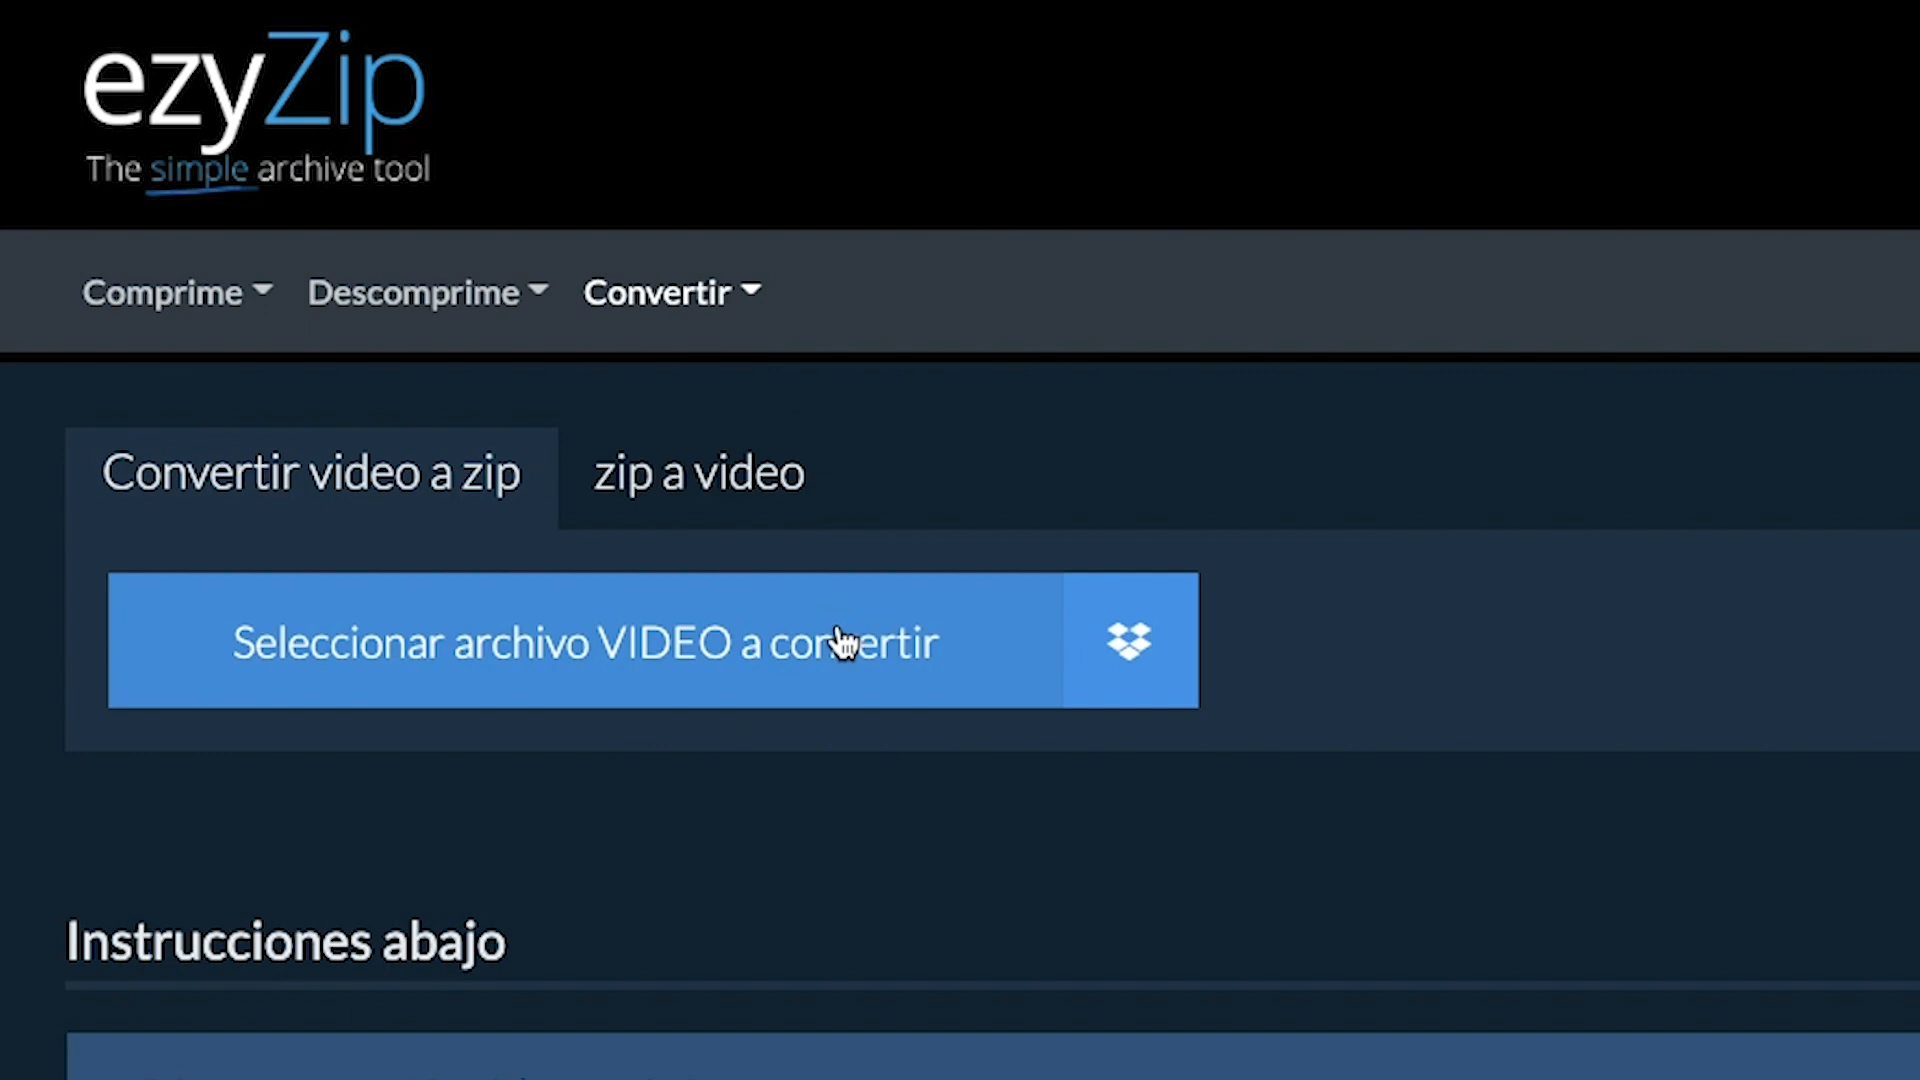 ezyZip
The simple archive tool
Comprime Descomprime Convertir
Convertir video a zip zip a video
Seleccionar archivo VIDEO a convertir
Instrucciones abajo